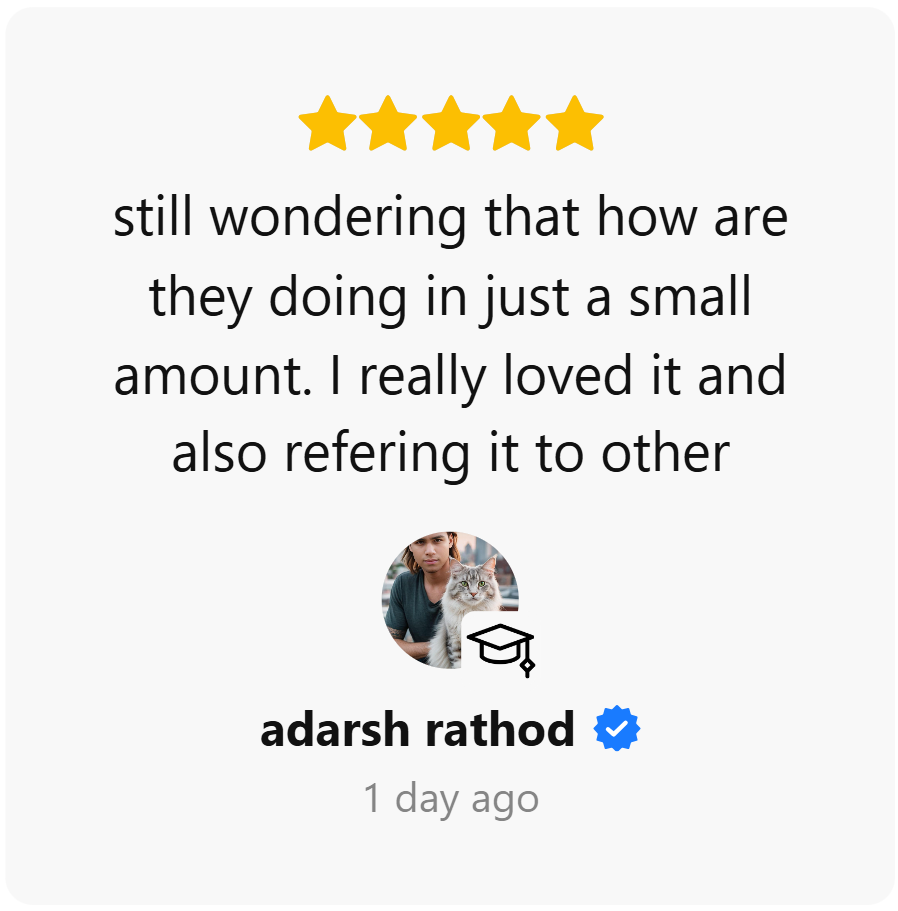 still wondering that how are
they doing in just a small
amount. I really loved it and
also refering it to other
adarsh rathod
1 day ago